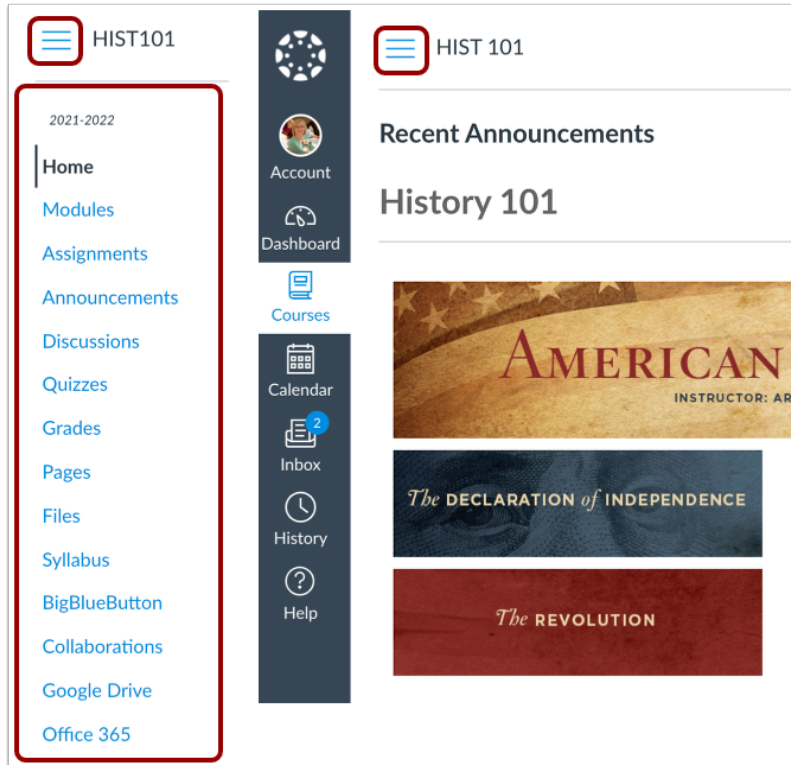 HIST101
2021-2022
Home
Modules
Assignments
Announcements
Discussions
Quizzes
Grades
Pages
Files
Syllabus
BigBlueButton
Collaborations
Google Drive
Office 365
Account
Dashboard
Courses
Calendar
2
Inbox
History
Help
HIST 101
Recent Announcements
History 101
AMERICAN
INSTRUCTOR: AR
The DECLARATION of INDEPENDENCE
The REVOLUTION